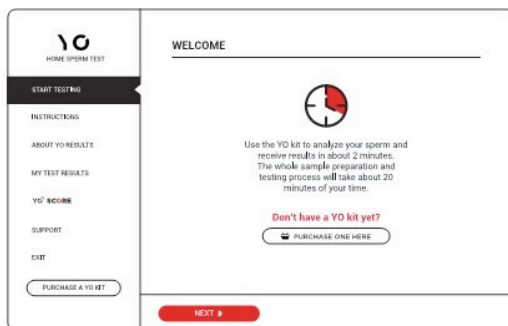 YO
HOME SPERM TEST
START TESTING
INSTRUCTIONS
ABOUT YO RESULTS
MY TEST RESULTS
YO SCORE
SUPPORT
EXIT
PURCHASE A YO KIT
WELCOME
Use the YO kit to analyze your sperm and
receive results in about 2 minutes.
The whole sample preparation and
testing process will take about 20
minutes of your time.
Don't have a YO kit yet?
PURCHASE ONE HERE
NEXT